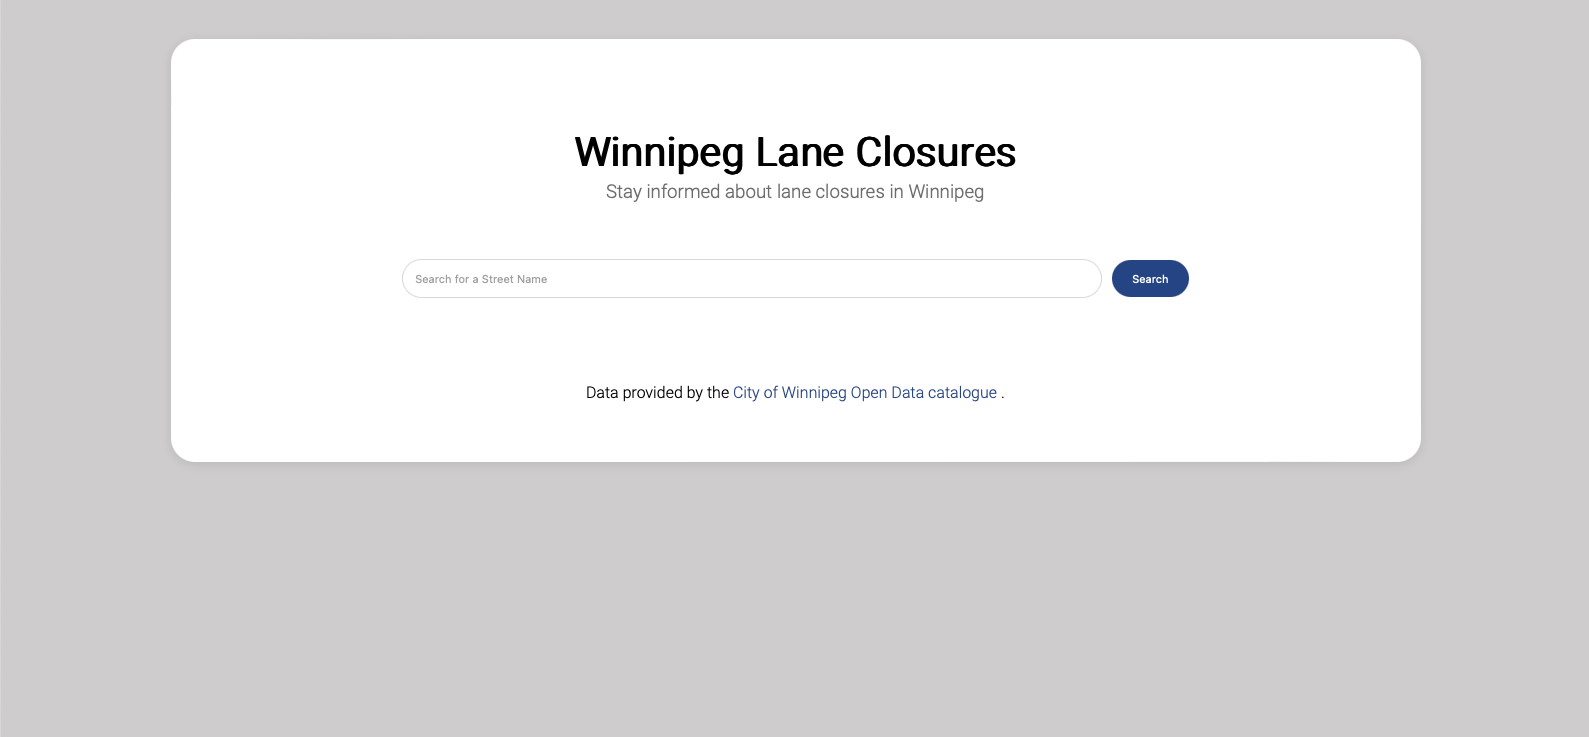 Winnipeg Lane Closures
Stay informed about lane closures in Winnipeg
Search for a Street Name
Search
Data provided by the City of Winnipeg Open Data catalogue .